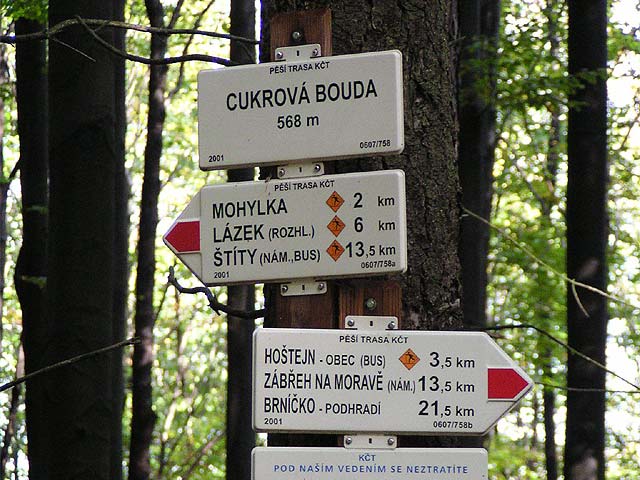 PĚŠÍ TRASA KČT
CUKROVÁ BOUDA
568 m
2001 0607/758
PĚŠÍ TRASA KČT
MOHYLKA 2 km
LÁZEK (ROZHL.) 6 km
ŠTÍTY (NÁM., BUS) 13,5 km
2001 0607/758a
PĚŠÍ TRASA KČT
HOŠTEJN - OBEC (BUS) 3,5 km
ZÁBŘEH NA MORAVĚ (NÁM.) 13,5 km
BRNÍČKO - PODHRADÍ 21,5 km
2001 0607/758b
KČT
POD NAŠÍM VEDENÍM SE NEZTRATÍTE